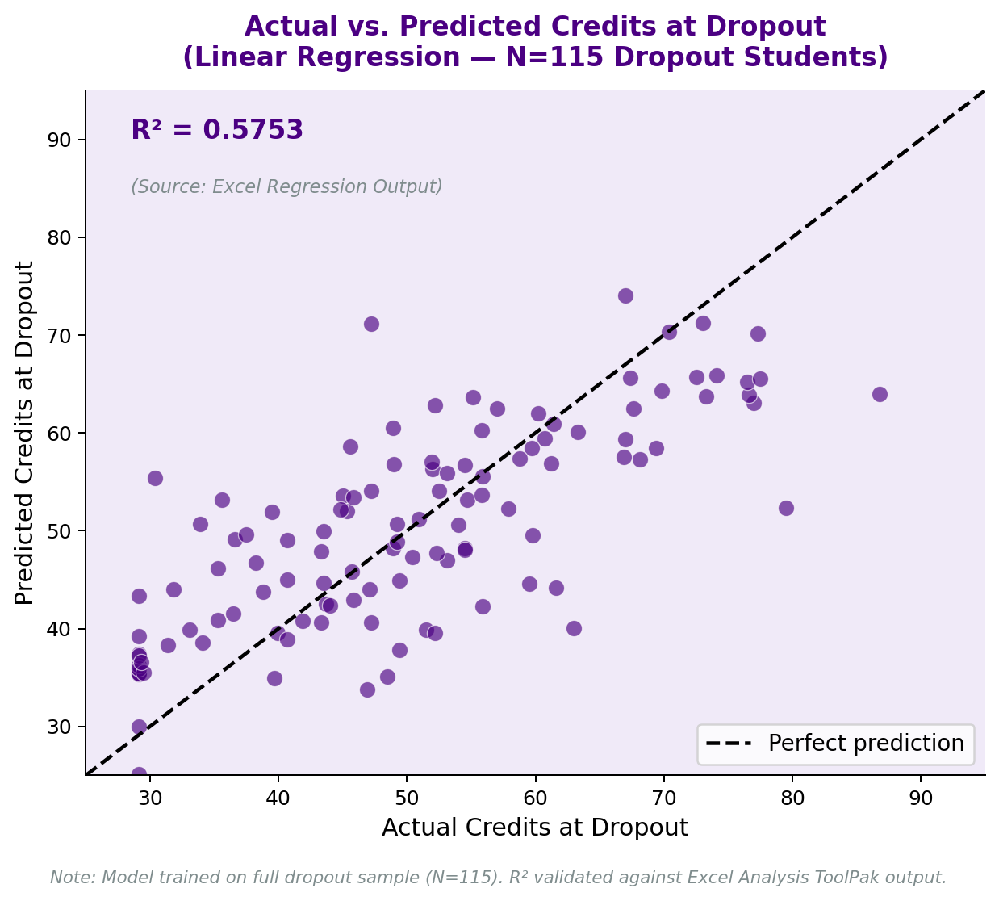 Actual vs. Predicted Credits at Dropout
(Linear Regression — N=115 Dropout Students)
R² = 0.5753
(Source: Excel Regression Output)
Predicted Credits at Dropout
90
80
70
60
50
40
30
Perfect prediction
30 40 50 60 70 80 90
Actual Credits at Dropout
Note: Model trained on full dropout sample (N=115). R² validated against Excel Analysis ToolPak output.